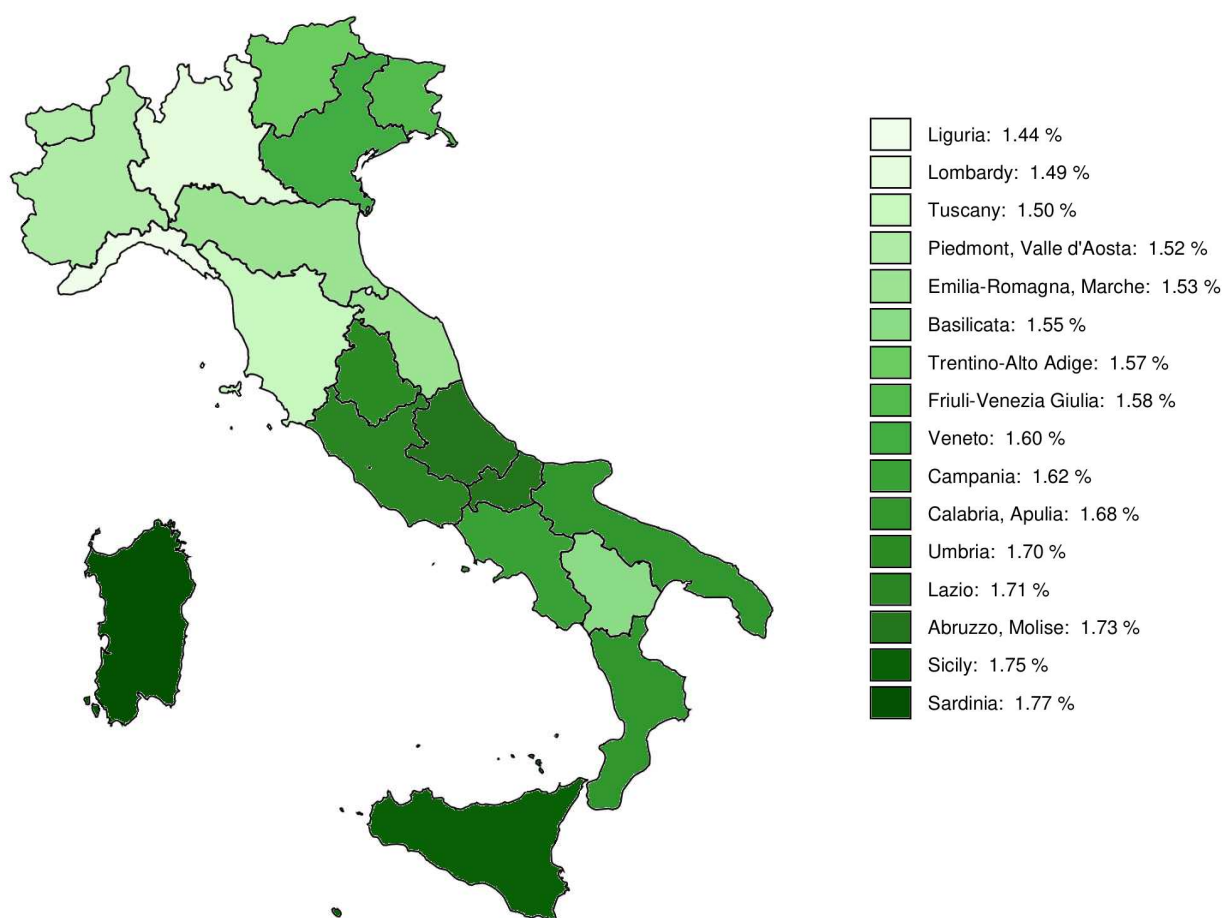 Liguria: 1.44 %
Lombardy: 1.49 %
Tuscany: 1.50 %
Piedmont, Valle d'Aosta: 1.52 %
Emilia-Romagna, Marche: 1.53 %
Basilicata: 1.55 %
Trentino-Alto Adige: 1.57 %
Friuli-Venezia Giulia: 1.58 %
Veneto: 1.60 %
Campania: 1.62 %
Calabria, Apulia: 1.68 %
Umbria: 1.70 %
Lazio: 1.71 %
Abruzzo, Molise: 1.73 %
Sicily: 1.75 %
Sardinia: 1.77 %